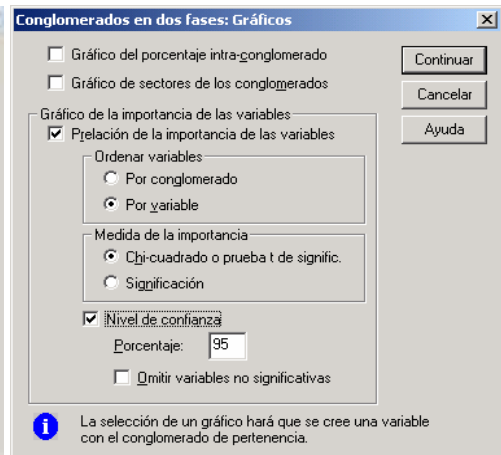 Conglomerados en dos fases: Gráficos
Gráfico del porcentaje intra-conglomerado
Gráfico de sectores de los conglomerados
Continuar
Cancelar
Ayuda
Gráfico de la importancia de las variables
Prelación de la importancia de las variables
Ordenar variables
Por conglomerado
Por variable
Medida de la importancia
Chi-cuadrado o prueba t de signific.
Significación
Nivel de confianza
Porcentaje: 95
Omitir variables no significativas
La selección de un gráfico hará que se cree una variable
con el conglomerado de pertenencia.